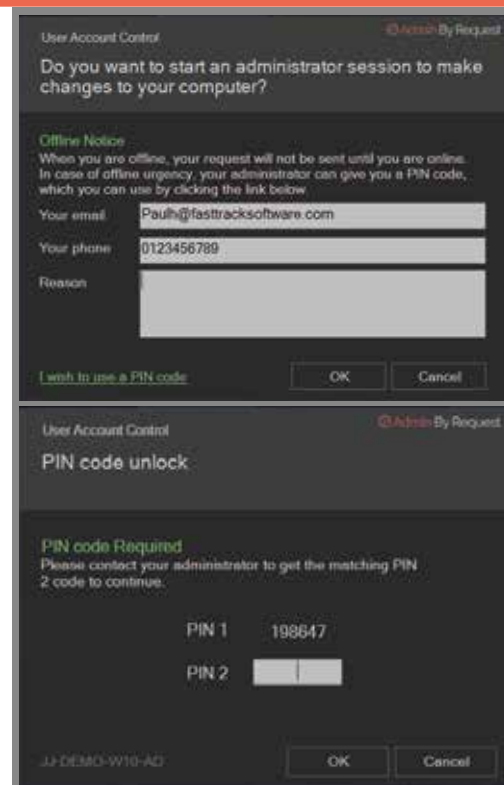 User Account Control
Admin By Request
Do you want to start an administrator session to make
changes to your computer?
Offline Notice
When you are offline, your request will not be sent until you are online.
In case of offline urgency, your administrator can give you a PIN code,
which you can use by clicking the link below
Your email Paulh@fasttracksoftware.com
Your phone 0123456789
Reason
I wish to use a PIN code OK Cancel
User Account Control
Admin By Request
PIN code unlock
PIN code Required
Please contact your administrator to get the matching PIN
2 code to continue.
PIN 1 198647
PIN 2
JJ-DEMO-W10-AD OK Cancel